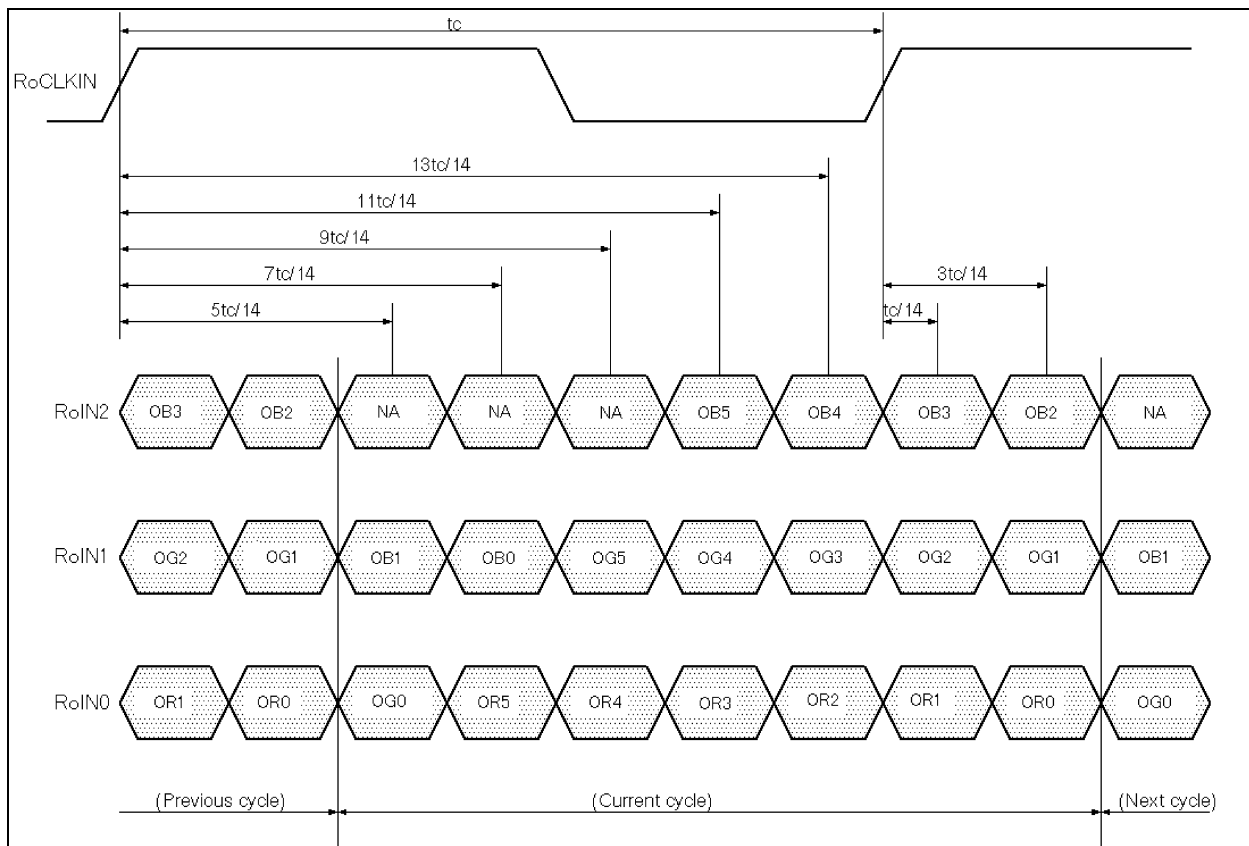 tc
RoCLKIN
13tc/14
11tc/14
9tc/14
7tc/14 3tc/14
5tc/14 tc/14
RoIN2 OB3 OB2 NA NA NA OB5 OB4 OB3 OB2 NA
RoIN1 OG2 OG1 OB1 OB0 OG5 OG4 OG3 OG2 OG1 OB1
RoIN0 OR1 OR0 OG0 OR5 OR4 OR3 OR2 OR1 OR0 OG0
(Previous cycle) (Current cycle) (Next cycle)